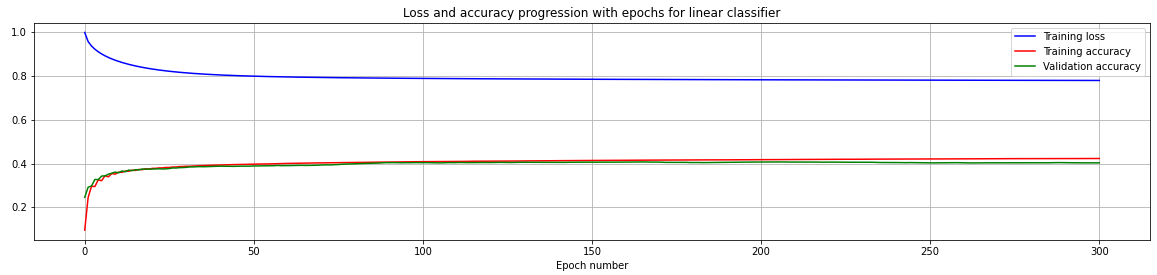 Loss and accuracy progression with epochs for linear classifier
1.0
0.8
0.6
0.4
0.2
Training loss
Training accuracy
Validation accuracy
0 50 100 150 200 250 300
Epoch number